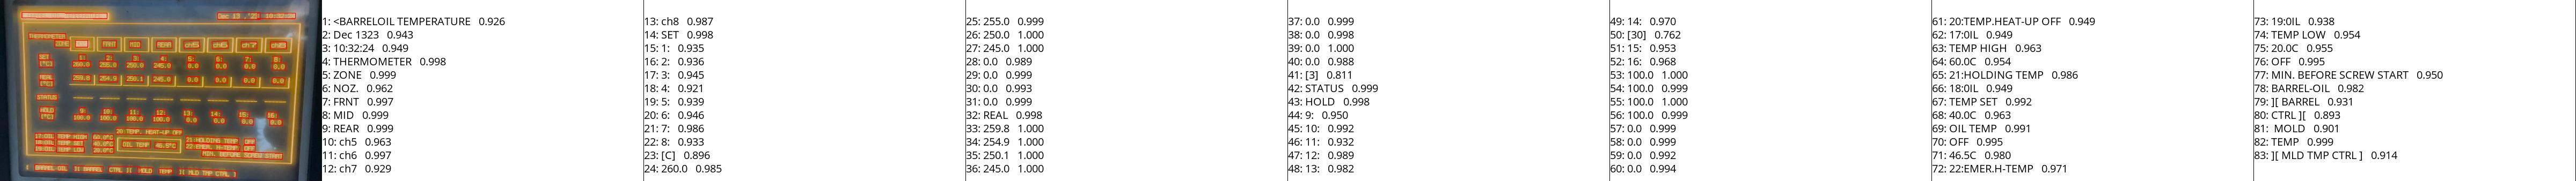 THERMOMETER
SET
REAL
STATUS
HOLD
1: <BARRELOIL TEMPERATURE 0.926
2: Dec 1323 0.943
3: 10:32:24 0.949
4: THERMOMETER 0.998
5: ZONE 0.999
6: NOZ. 0.962
7: FRNT 0.997
8: MID 0.999
9: REAR 0.999
10: ch5 0.963
11: ch6 0.997
12: ch7 0.929
13: ch8 0.987
14: SET 0.998
15: 1: 0.935
16: 2: 0.936
17: 3: 0.945
18: 4: 0.921
19: 5: 0.939
20: 6: 0.946
21: 7: 0.986
22: 8: 0.933
23: [C] 0.896
24: 260.0 0.985
25: 255.0 0.999
26: 250.0 1.000
27: 245.0 1.000
28: 0.0 0.989
29: 0.0 0.999
30: 0.0 0.993
31: 0.0 0.999
32: REAL 0.998
33: 259.8 1.000
34: 254.9 1.000
35: 250.1 1.000
36: 245.0 1.000
37: 0.0 0.999
38: 0.0 0.998
39: 0.0 1.000
40: 0.0 0.988
41: [3] 0.811
42: STATUS 0.999
43: HOLD 0.998
44: 9: 0.950
45: 10: 0.992
46: 11: 0.932
47: 12: 0.989
48: 13: 0.982
49: 14: 0.970
50: [30] 0.762
51: 15: 0.953
52: 16: 0.968
53: 100.0 1.000
54: 100.0 0.999
55: 100.0 1.000
56: 100.0 0.999
57: 0.0 0.999
58: 0.0 0.999
59: 0.0 0.992
60: 0.0 0.994
61: 20:TEMP.HEAT-UP OFF 0.949
62: 17:0IL 0.949
63: TEMP HIGH 0.963
64: 60.0C 0.954
65: 21:HOLDING TEMP 0.986
66: 18:0IL 0.949
67: TEMP SET 0.992
68: 40.0C 0.963
69: OIL TEMP 0.991
70: OFF 0.995
71: 46.5C 0.980
72: 22:EMER.H-TEMP 0.971
73: 19:0IL 0.938
74: TEMP LOW 0.954
75: 20.0C 0.955
76: OFF 0.995
77: MIN. BEFORE SCREW START 0.950
78: BARREL-OIL 0.982
79: ][ BARREL 0.931
80: CTRL ][ 0.893
81: MOLD 0.901
82: TEMP 0.999
83: ][ MLD TMP CTRL ] 0.914